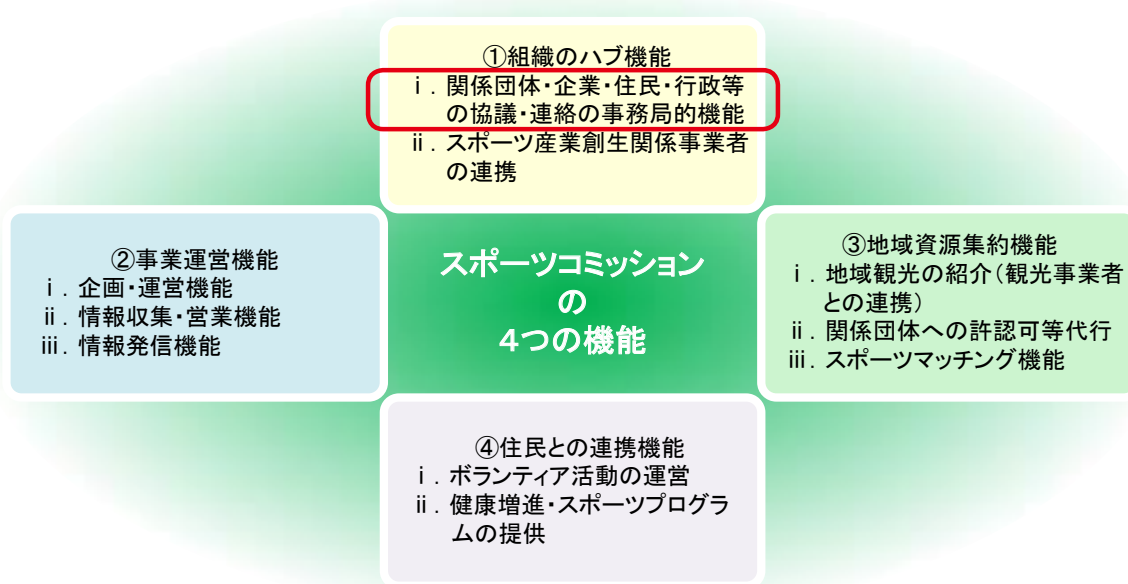 ①組織のハブ機能
ⅰ．関係団体・企業・住民・行政等
の協議・連絡の事務局的機能
ⅱ．スポーツ産業創生関係事業者
の連携
②事業運営機能
ⅰ．企画・運営機能
ⅱ．情報収集・営業機能
ⅲ．情報発信機能
スポーツコミッション
の
４つの機能
③地域資源集約機能
ⅰ．地域観光の紹介（観光事業者
との連携）
ⅱ．関係団体への許認可等代行
ⅲ．スポーツマッチング機能
④住民との連携機能
ⅰ．ボランティア活動の運営
ⅱ．健康増進・スポーツプログラ
ムの提供